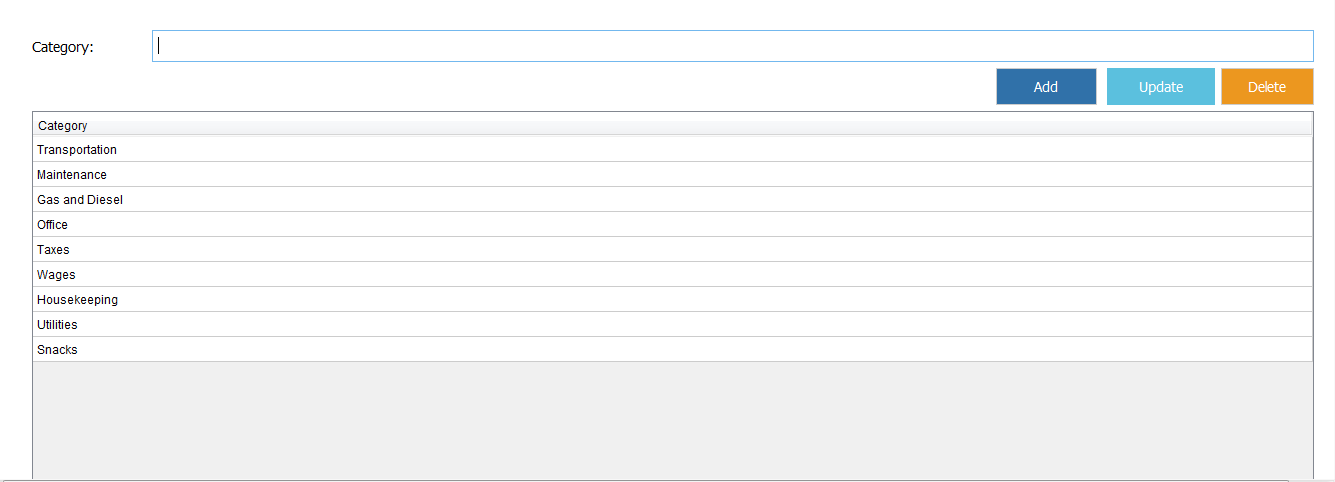 Category:
Add Update Delete
Category
Transportation
Maintenance
Gas and Diesel
Office
Taxes
Wages
Housekeeping
Utilities
Snacks